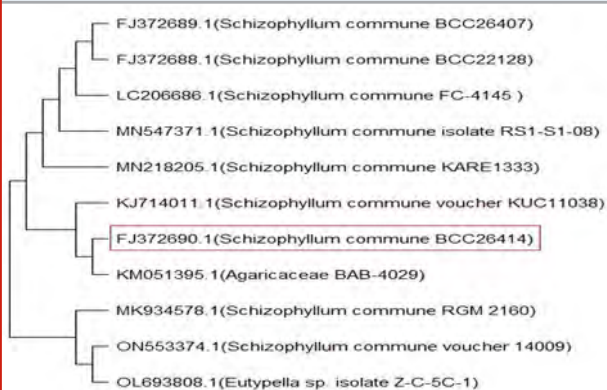 FJ372689.1(Schizophyllum commune BCC26407)
FJ372688.1(Schizophyllum commune BCC22128)
LC206686.1(Schizophyllum commune FC-4145 )
MN547371.1(Schizophyllum commune isolate RS1-S1-08)
MN218205.1(Schizophyllum commune KARE1333)
KJ714011.1(Schizophyllum commune voucher KUC11038)
FJ372690.1(Schizophyllum commune BCC26414)
KM051395.1(Agaricaceae BAB-4029)
MK934578.1(Schizophyllum commune RGM 2160)
ON553374.1(Schizophyllum commune voucher 14009)
OL693808.1(Eutypella sp. isolate Z-C-5C-1)